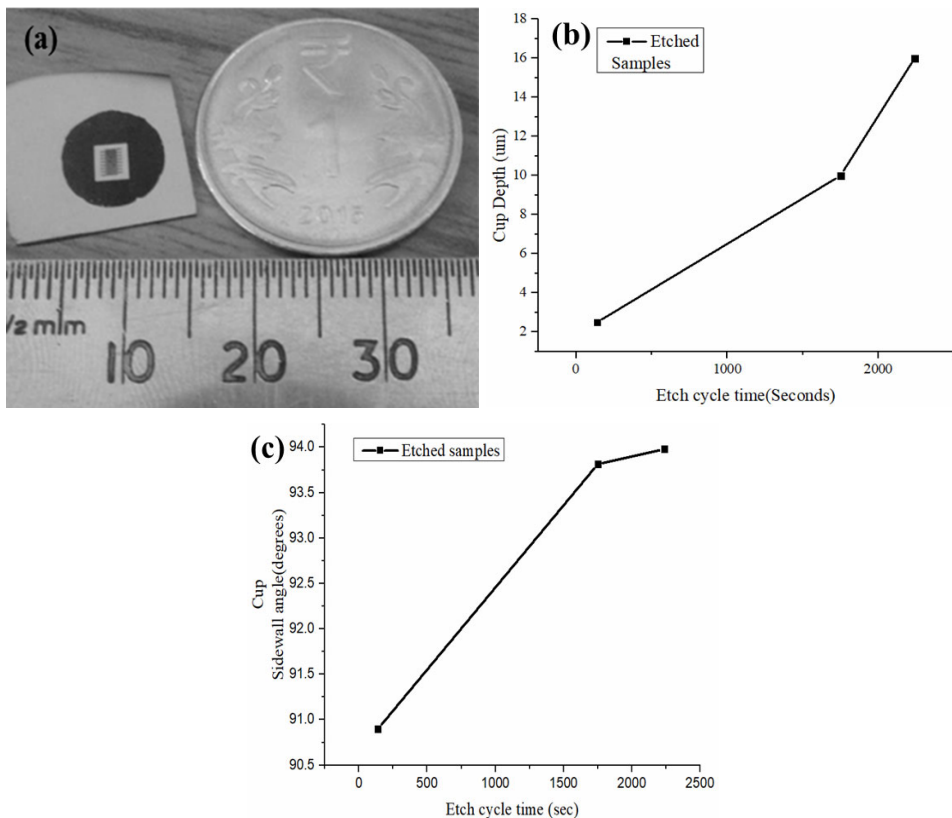 (a)
₹
1
2015
½ m/m
10
20
30
(b)
Etched
Samples
18
16
14
12
10
8
6
4
2
Cup Depth (um)
0
1000
2000
Etch cycle time(Seconds)
(c)
Etched samples
94.0
93.5
93.0
92.5
92.0
91.5
91.0
90.5
Cup
Sidewall angle(degrees)
0
500
1000
1500
2000
2500
Etch cycle time (sec)